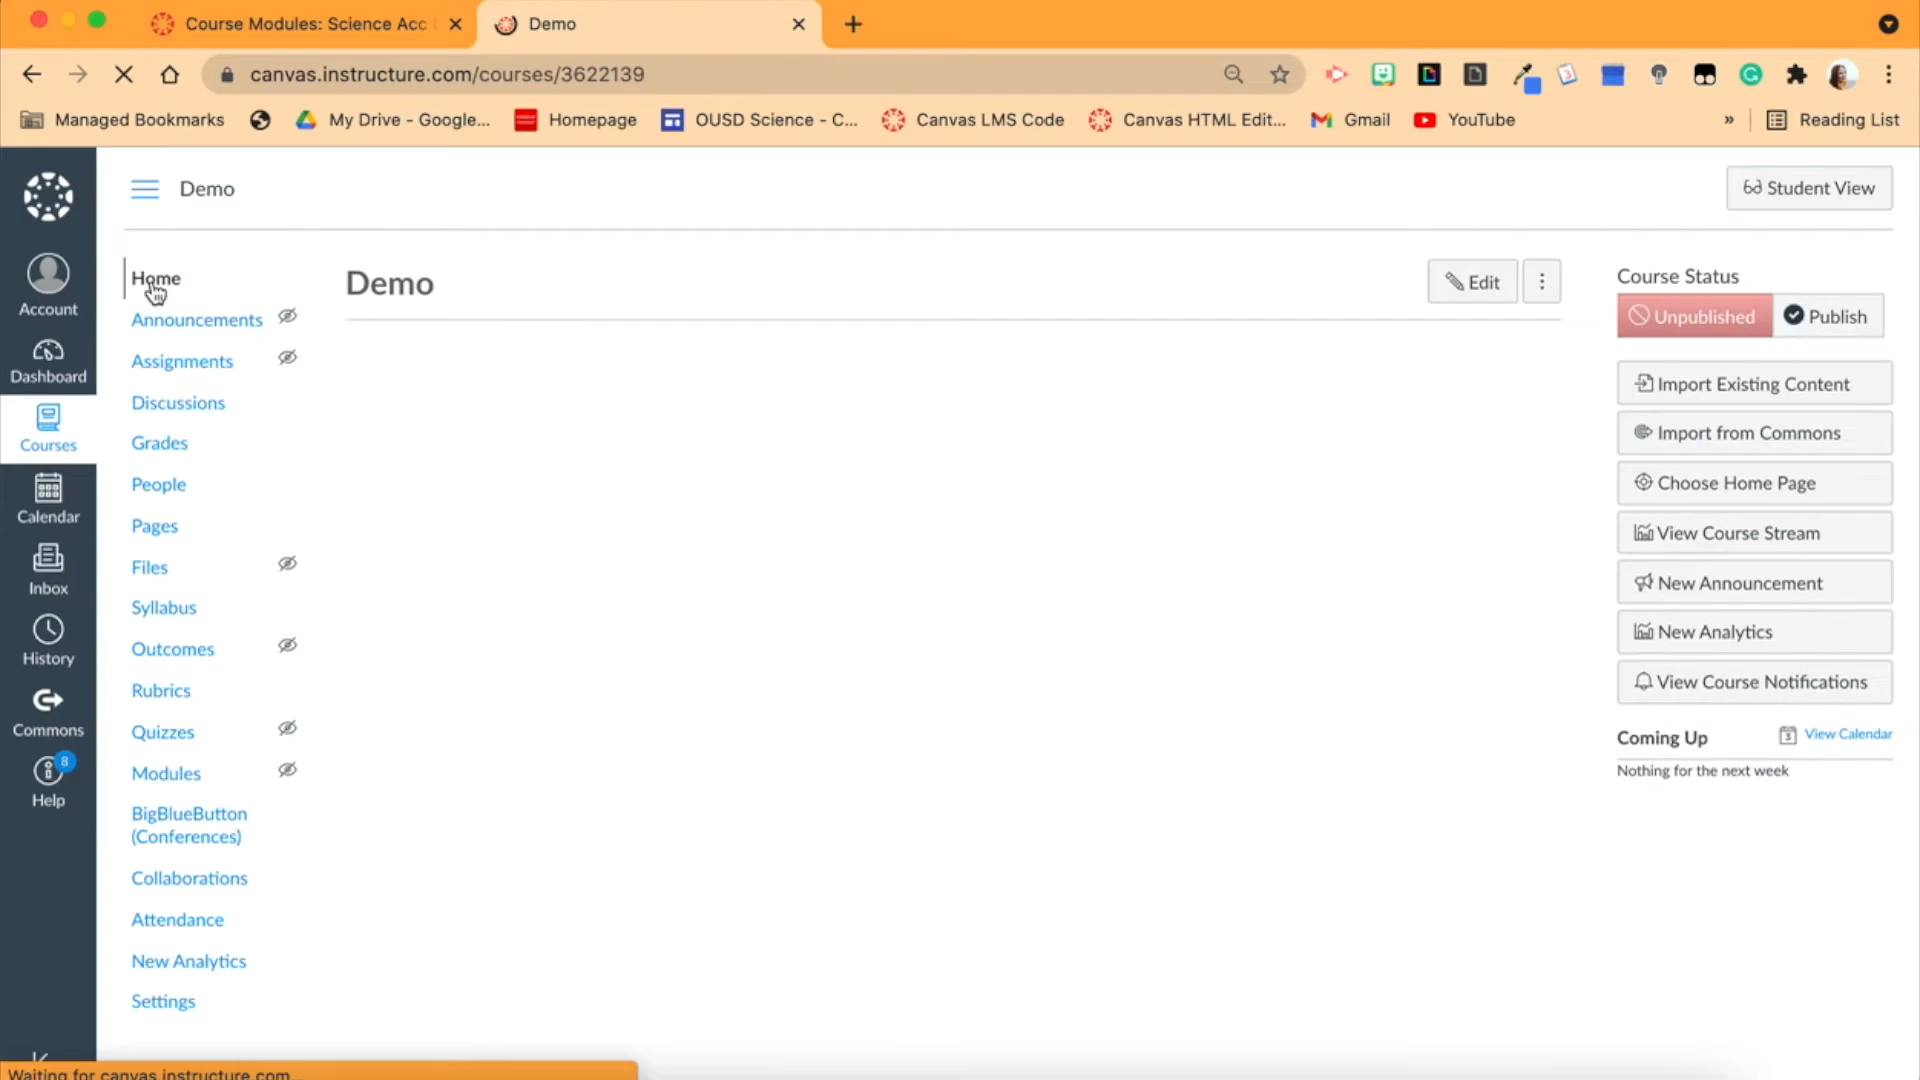 Course Modules: Science Acc
Demo
canvas.instructure.com/courses/3622139
Managed Bookmarks
My Drive - Google...
Homepage
OUSD Science - C...
Canvas LMS Code
Canvas HTML Edit...
Gmail
YouTube
»
Reading List
Demo
Student View
Account
Dashboard
Courses
Calendar
Inbox
History
Commons
8
Help
Home
Announcements
Assignments
Discussions
Grades
People
Pages
Files
Syllabus
Outcomes
Rubrics
Quizzes
Modules
BigBlueButton
(Conferences)
Collaborations
Attendance
New Analytics
Settings
Demo
Edit
Course Status
Unpublished
Publish
Import Existing Content
Import from Commons
Choose Home Page
View Course Stream
New Announcement
New Analytics
View Course Notifications
Coming Up
3 View Calendar
Nothing for the next week
Waiting for canvas.instructure.com...